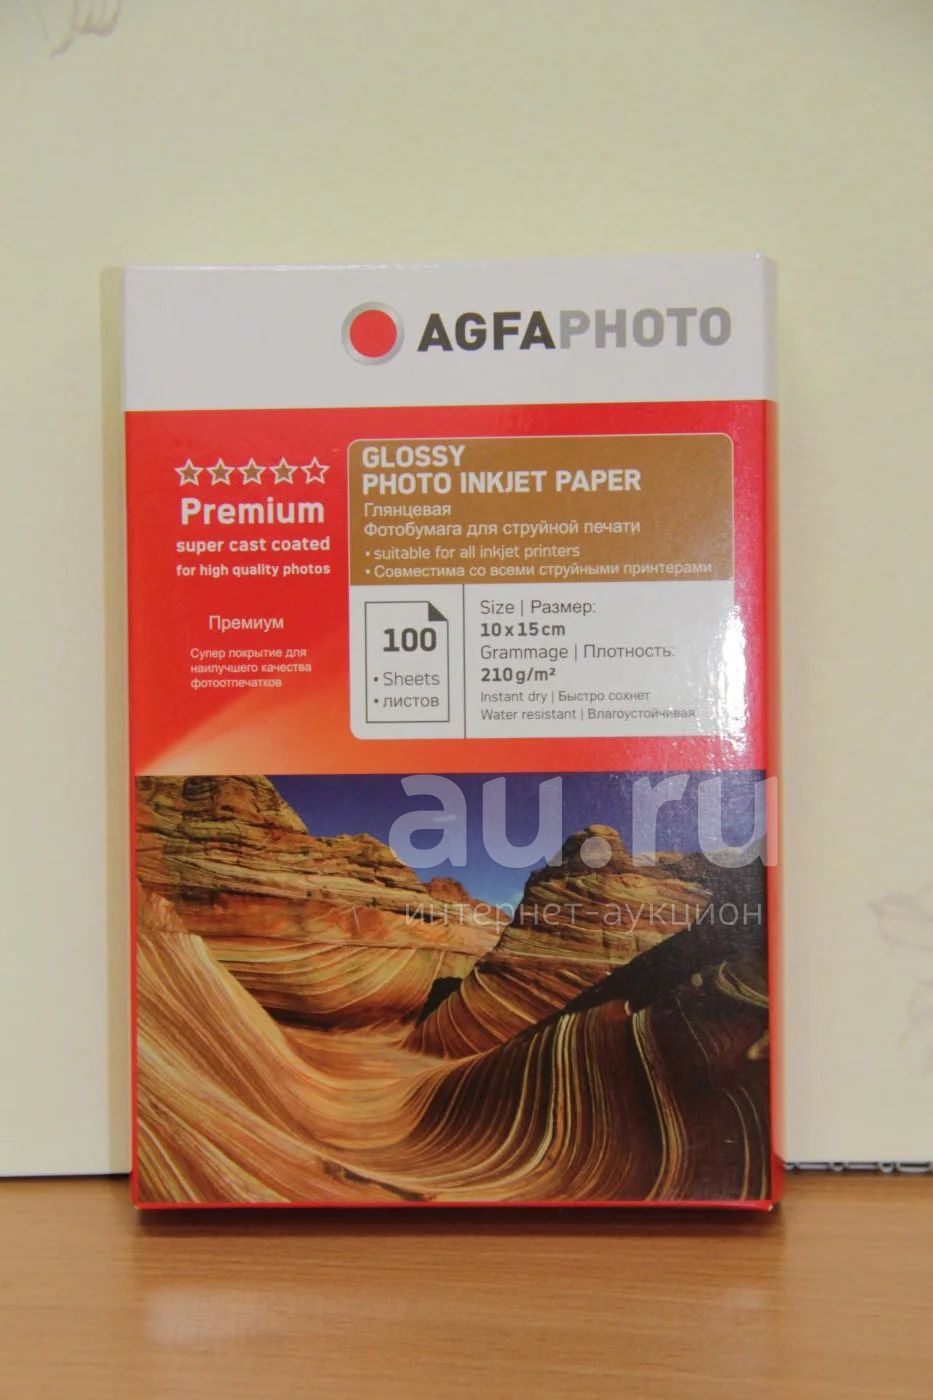 AGFAPHOTO
GLOSSY
PHOTO INKJET PAPER
Глянцевая
Фотобумага для струйной печати
• suitable for all inkjet printers
• Совместима со всеми струйными принтерами
Premium
super cast coated
for high quality photos
Премиум
Супер покрытие для
наилучшего качества
фотоотпечатков
100
• Sheets
• листов
Size | Размер:
10 x 15 cm
Grammage | Плотность:
210 g/m²
Instant dry | Быстро сохнет
Water resistant | Влагоустойчивая
au.ru
интернет-аукцион